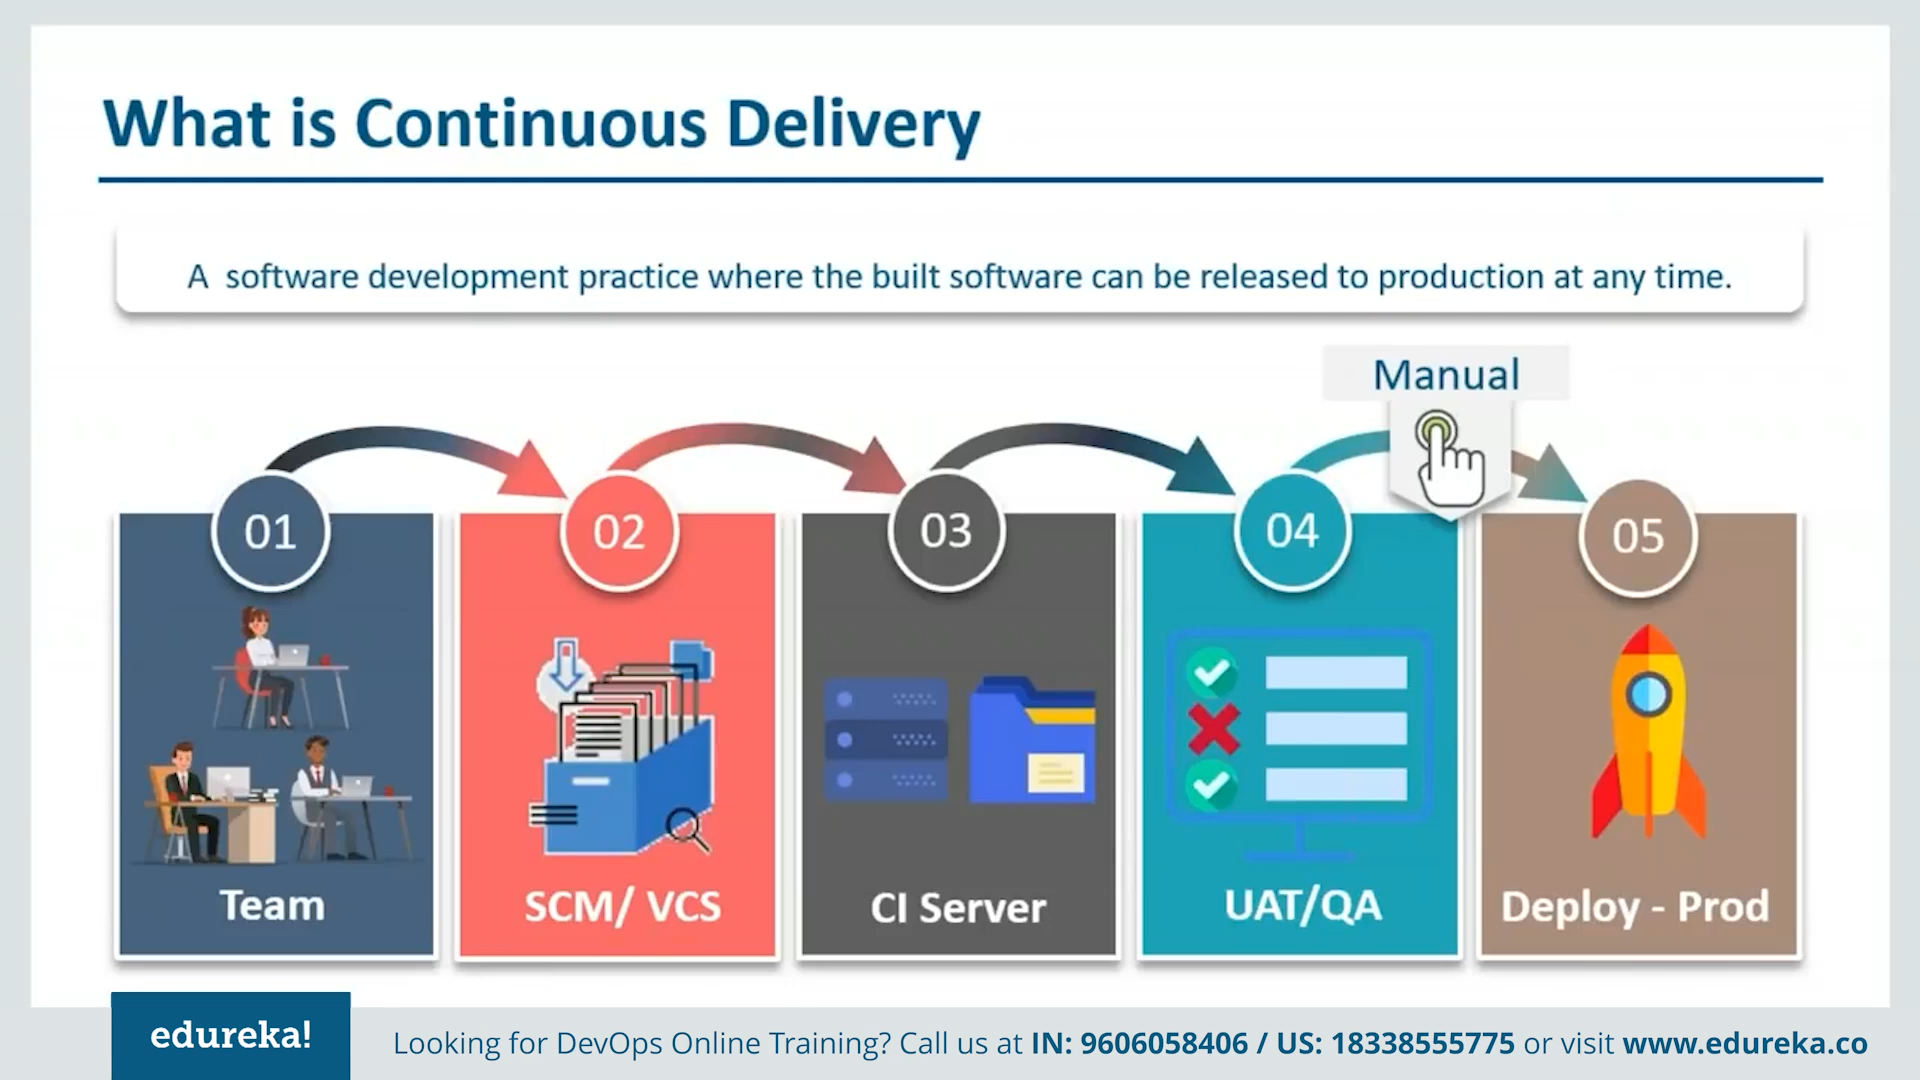 What is Continuous Delivery
A software development practice where the built software can be released to production at any time.
Manual
01
02
03
04
05
Team
SCM/ VCS
CI Server
UAT/QA
Deploy - Prod
edureka!
Looking for DevOps Online Training? Call us at IN: 9606058406 / US: 18338555775 or visit www.edureka.co